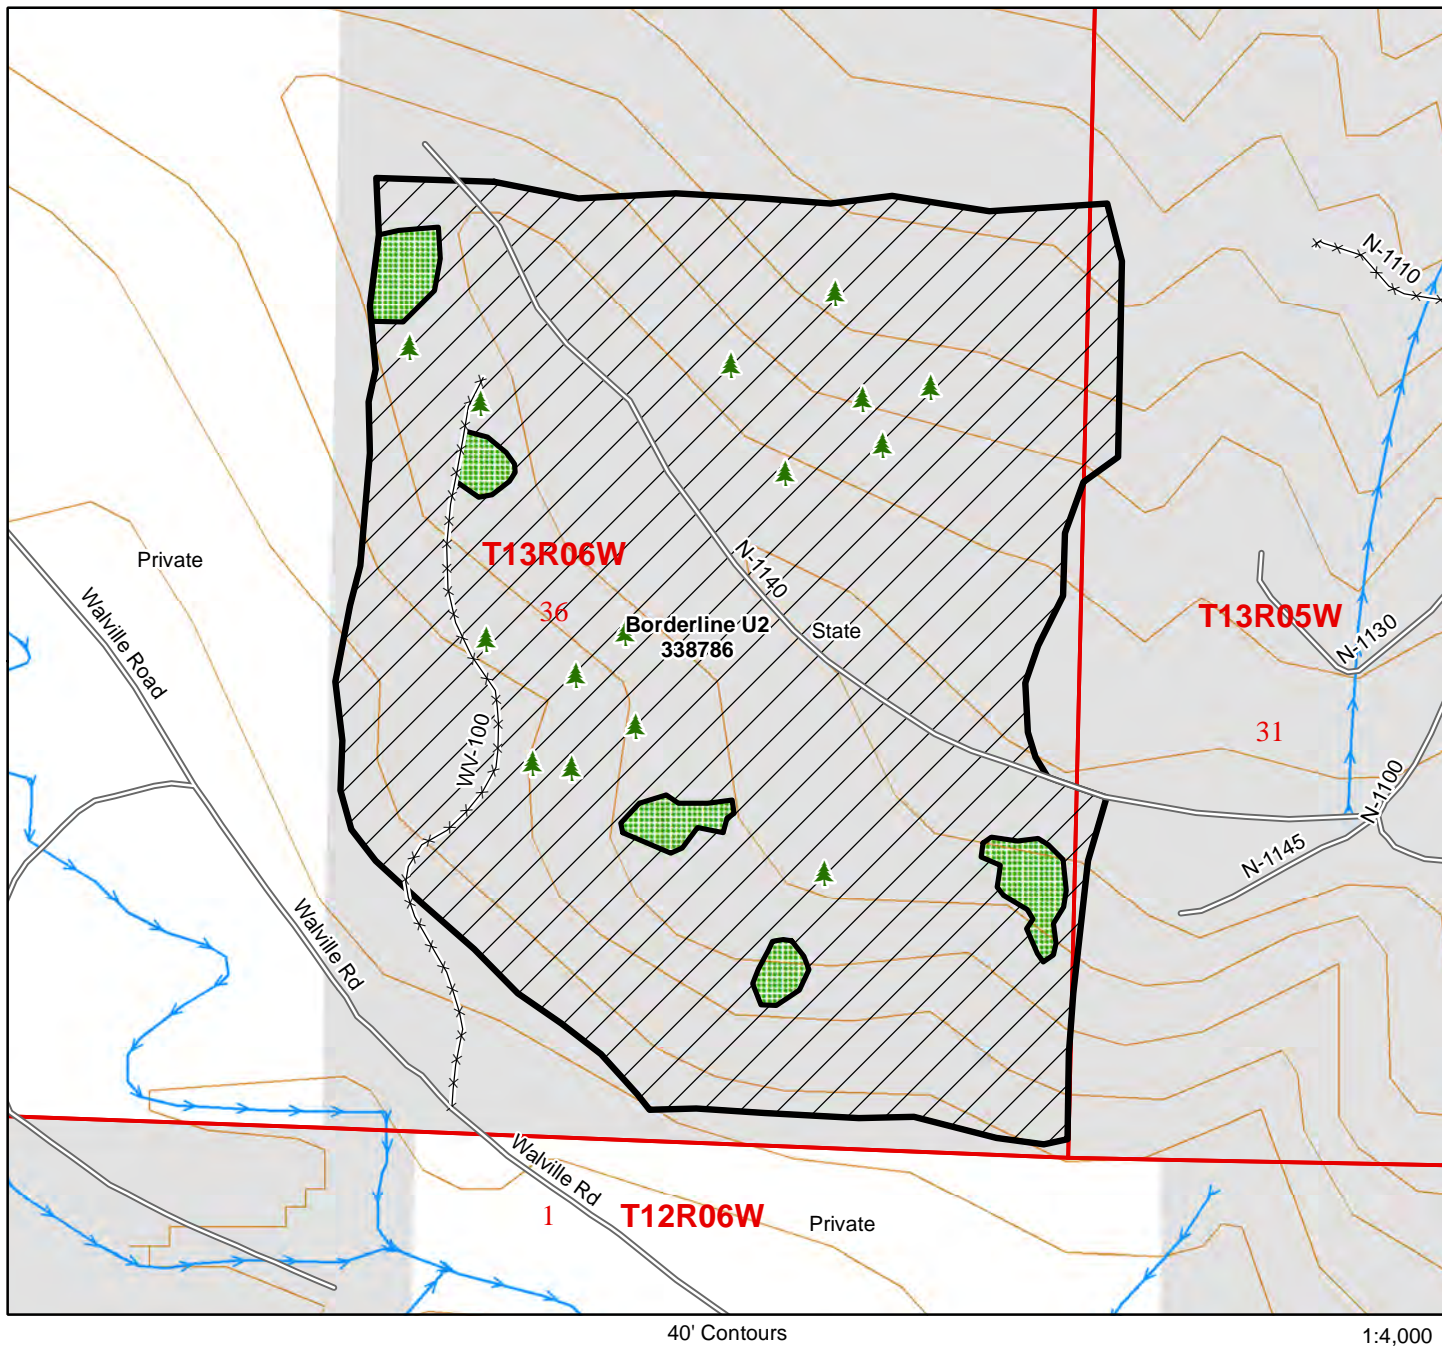 N-1110
Private
T13R06W
N-1140
36
Borderline U2
338786
State
T13R05W
N-1130
Walville Road
31
WV-100
N-1100
N-1145
Walville Rd
Walville Rd
1
T12R06W
Private
40' Contours
1:4,000